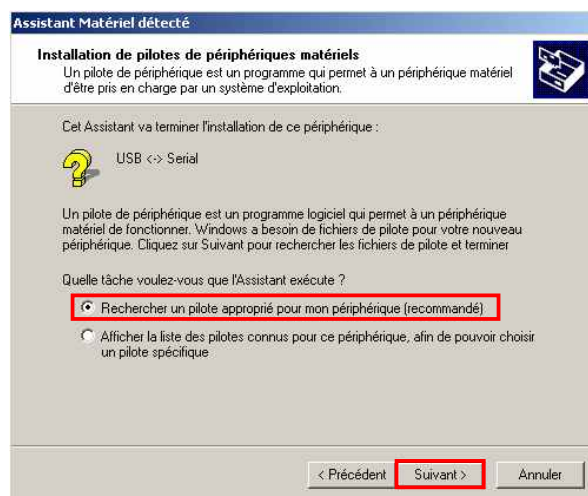 Assistant Matériel détecté
Installation de pilotes de périphériques matériels
Un pilote de périphérique est un programme qui permet à un périphérique matériel
d'être pris en charge par un système d'exploitation.
Cet Assistant va terminer l'installation de ce périphérique :
USB <-> Serial
Un pilote de périphérique est un programme logiciel qui permet à un périphérique
matériel de fonctionner. Windows a besoin de fichiers de pilote pour votre nouveau
périphérique. Cliquez sur Suivant pour rechercher les fichiers de pilote et terminer
Quelle tâche voulez-vous que l'Assistant exécute ?
Rechercher un pilote approprié pour mon périphérique (recommandé)
Afficher la liste des pilotes connus pour ce périphérique, afin de pouvoir choisir
un pilote spécifique
< Précédent Suivant > Annuler